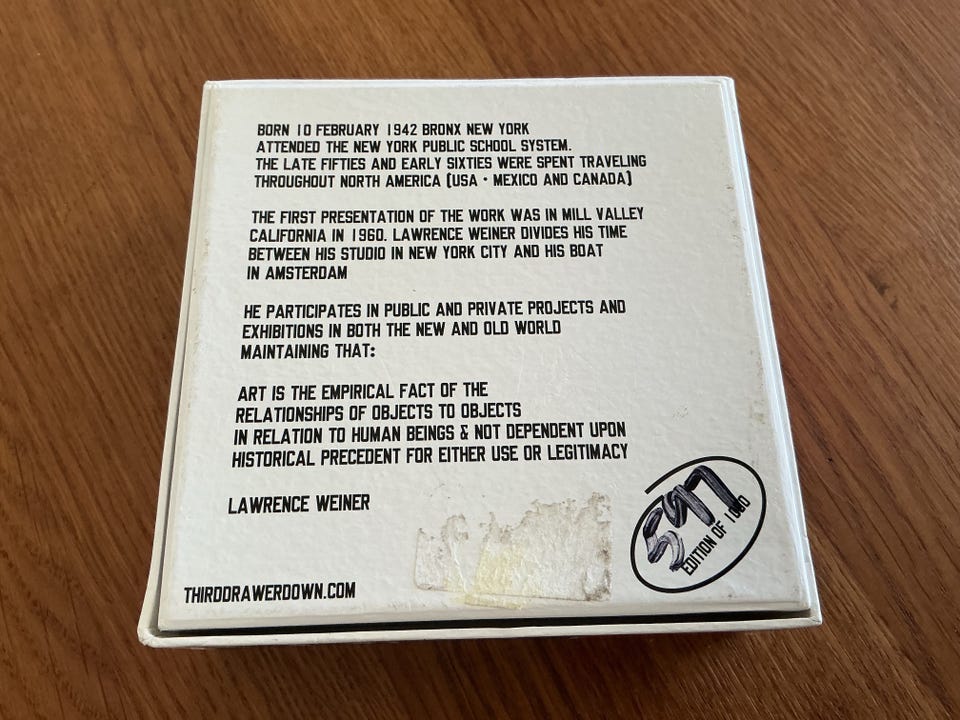 BORN 10 FEBRUARY 1942 BRONX NEW YORK
ATTENDED THE NEW YORK PUBLIC SCHOOL SYSTEM.
THE LATE FIFTIES AND EARLY SIXTIES WERE SPENT TRAVELING
THROUGHOUT NORTH AMERICA (USA • MEXICO AND CANADA)
THE FIRST PRESENTATION OF THE WORK WAS IN MILL VALLEY
CALIFORNIA IN 1960. LAWRENCE WEINER DIVIDES HIS TIME
BETWEEN HIS STUDIO IN NEW YORK CITY AND HIS BOAT
IN AMSTERDAM
HE PARTICIPATES IN PUBLIC AND PRIVATE PROJECTS AND
EXHIBITIONS IN BOTH THE NEW AND OLD WORLD
MAINTAINING THAT:
ART IS THE EMPIRICAL FACT OF THE
RELATIONSHIPS OF OBJECTS TO OBJECTS
IN RELATION TO HUMAN BEINGS & NOT DEPENDENT UPON
HISTORICAL PRECEDENT FOR EITHER USE OR LEGITIMACY
LAWRENCE WEINER
597
EDITION OF 1000
THIRDDRAWERDOWN.COM